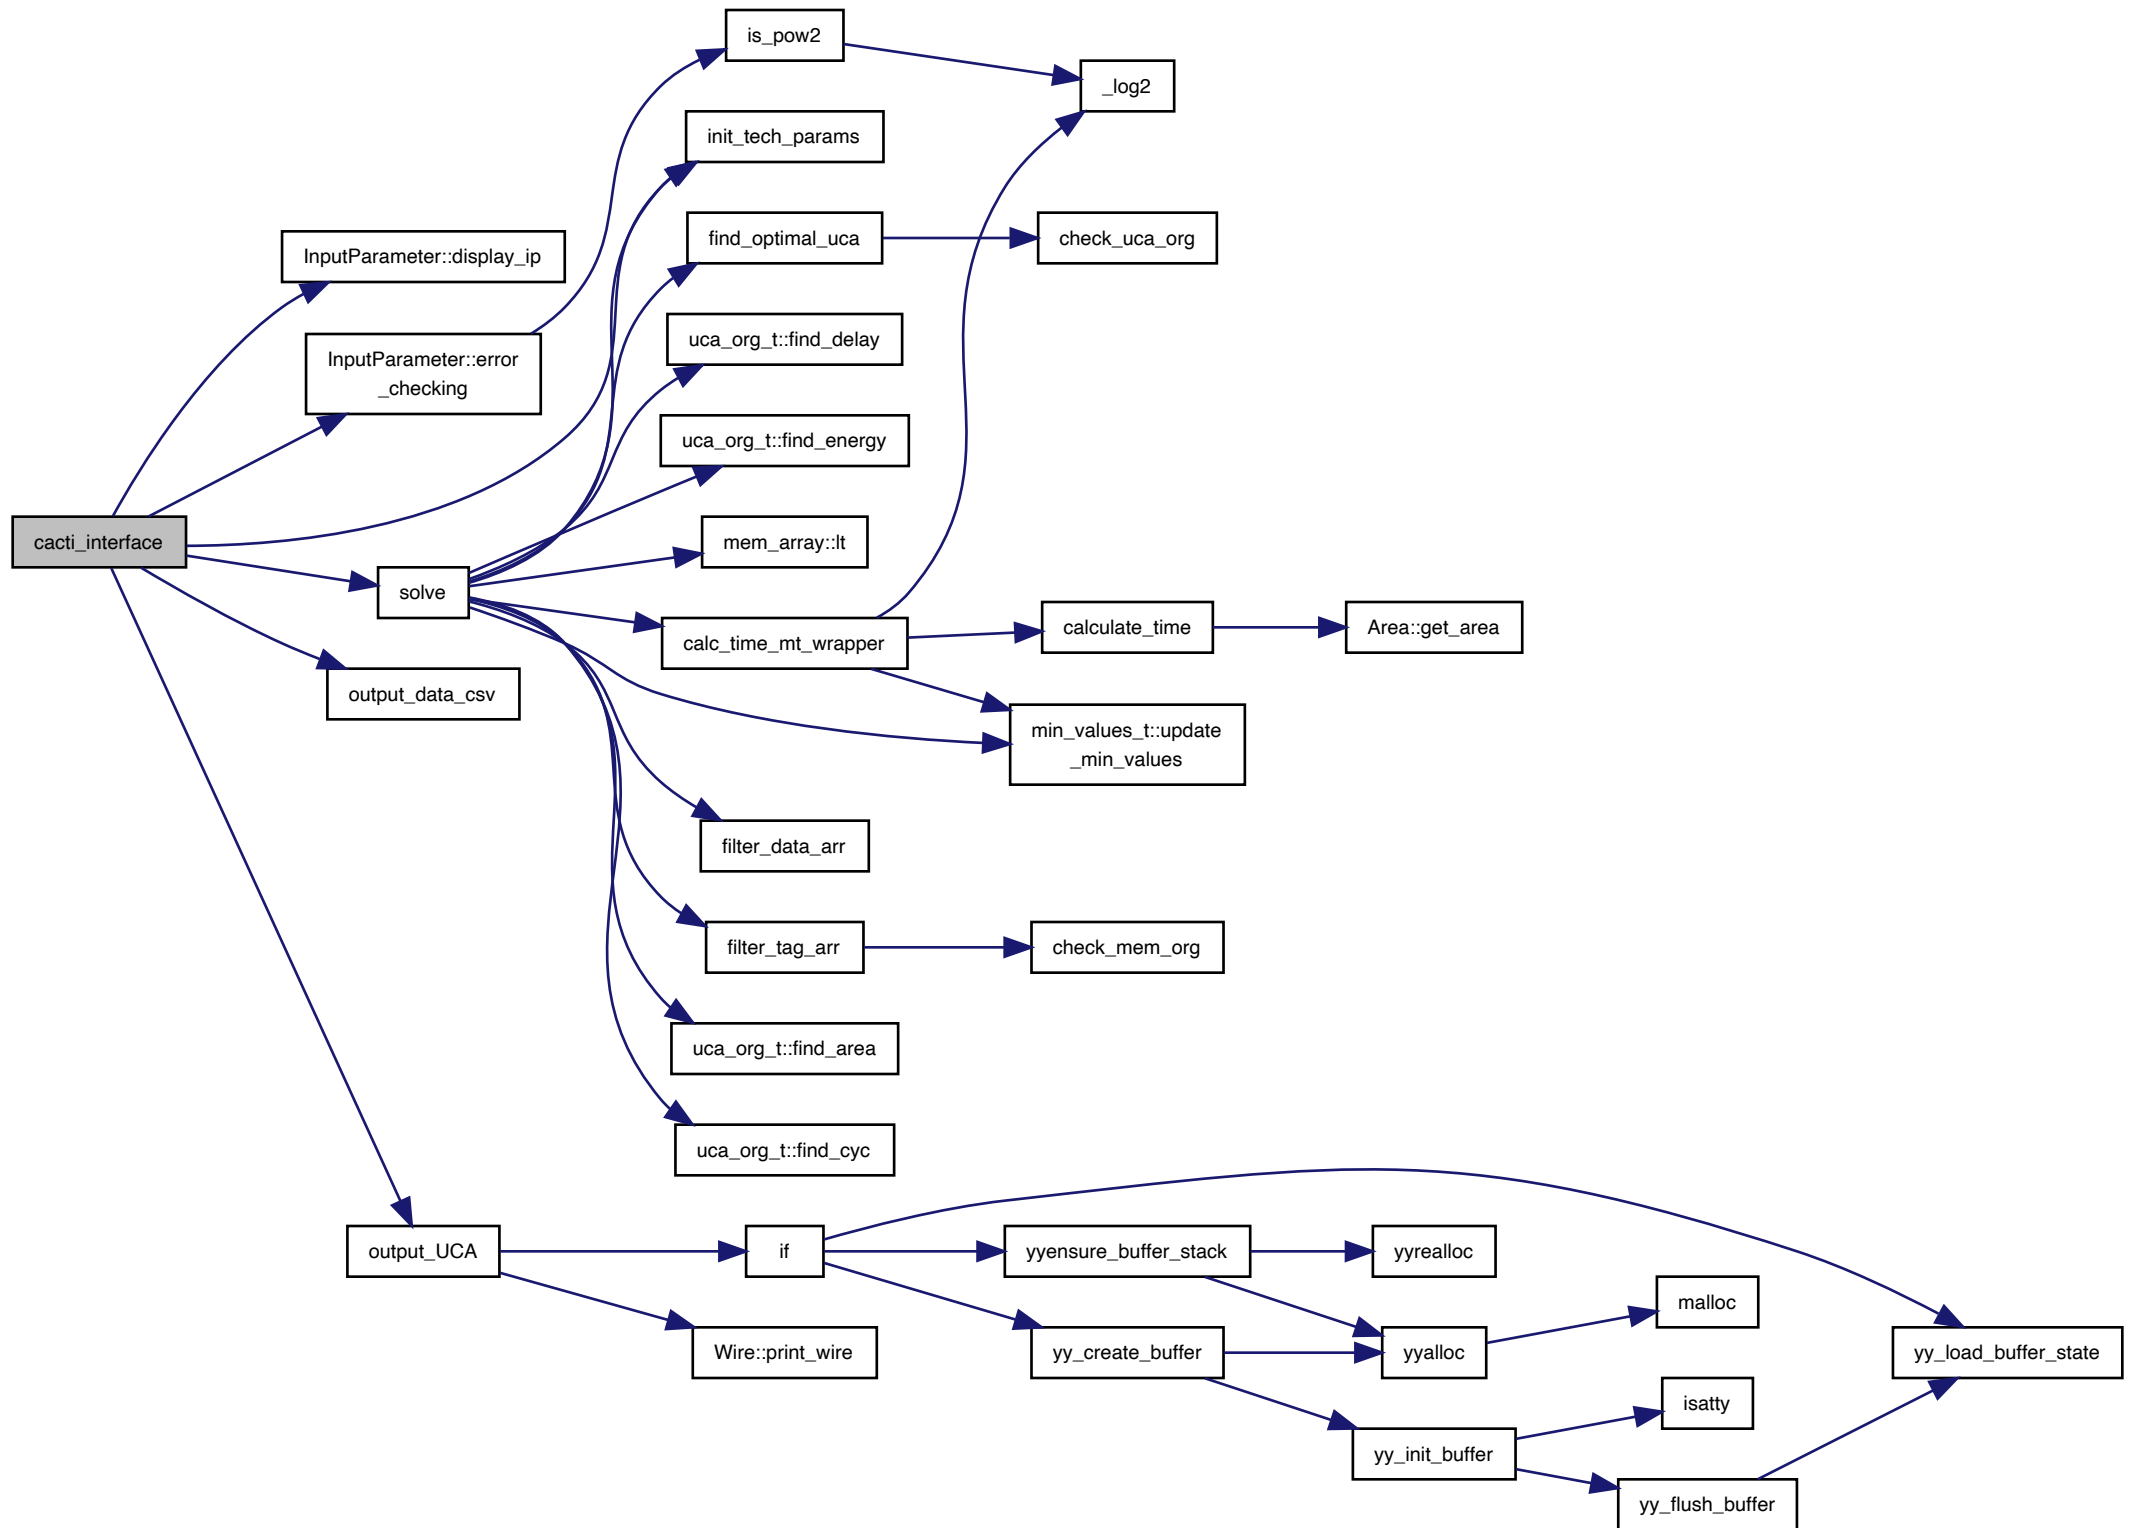 is_pow2
_log2
init_tech_params
find_optimal_uca
check_uca_org
InputParameter::display_ip
uca_org_t::find_delay
InputParameter::error
_checking
uca_org_t::find_energy
cacti_interface
mem_array::lt
solve
calc_time_mt_wrapper
calculate_time
Area::get_area
output_data_csv
min_values_t::update
_min_values
filter_data_arr
filter_tag_arr
check_mem_org
uca_org_t::find_area
uca_org_t::find_cyc
output_UCA
if
yyensure_buffer_stack
yyrealloc
malloc
Wire::print_wire
yy_create_buffer
yyalloc
yy_load_buffer_state
isatty
yy_init_buffer
yy_flush_buffer